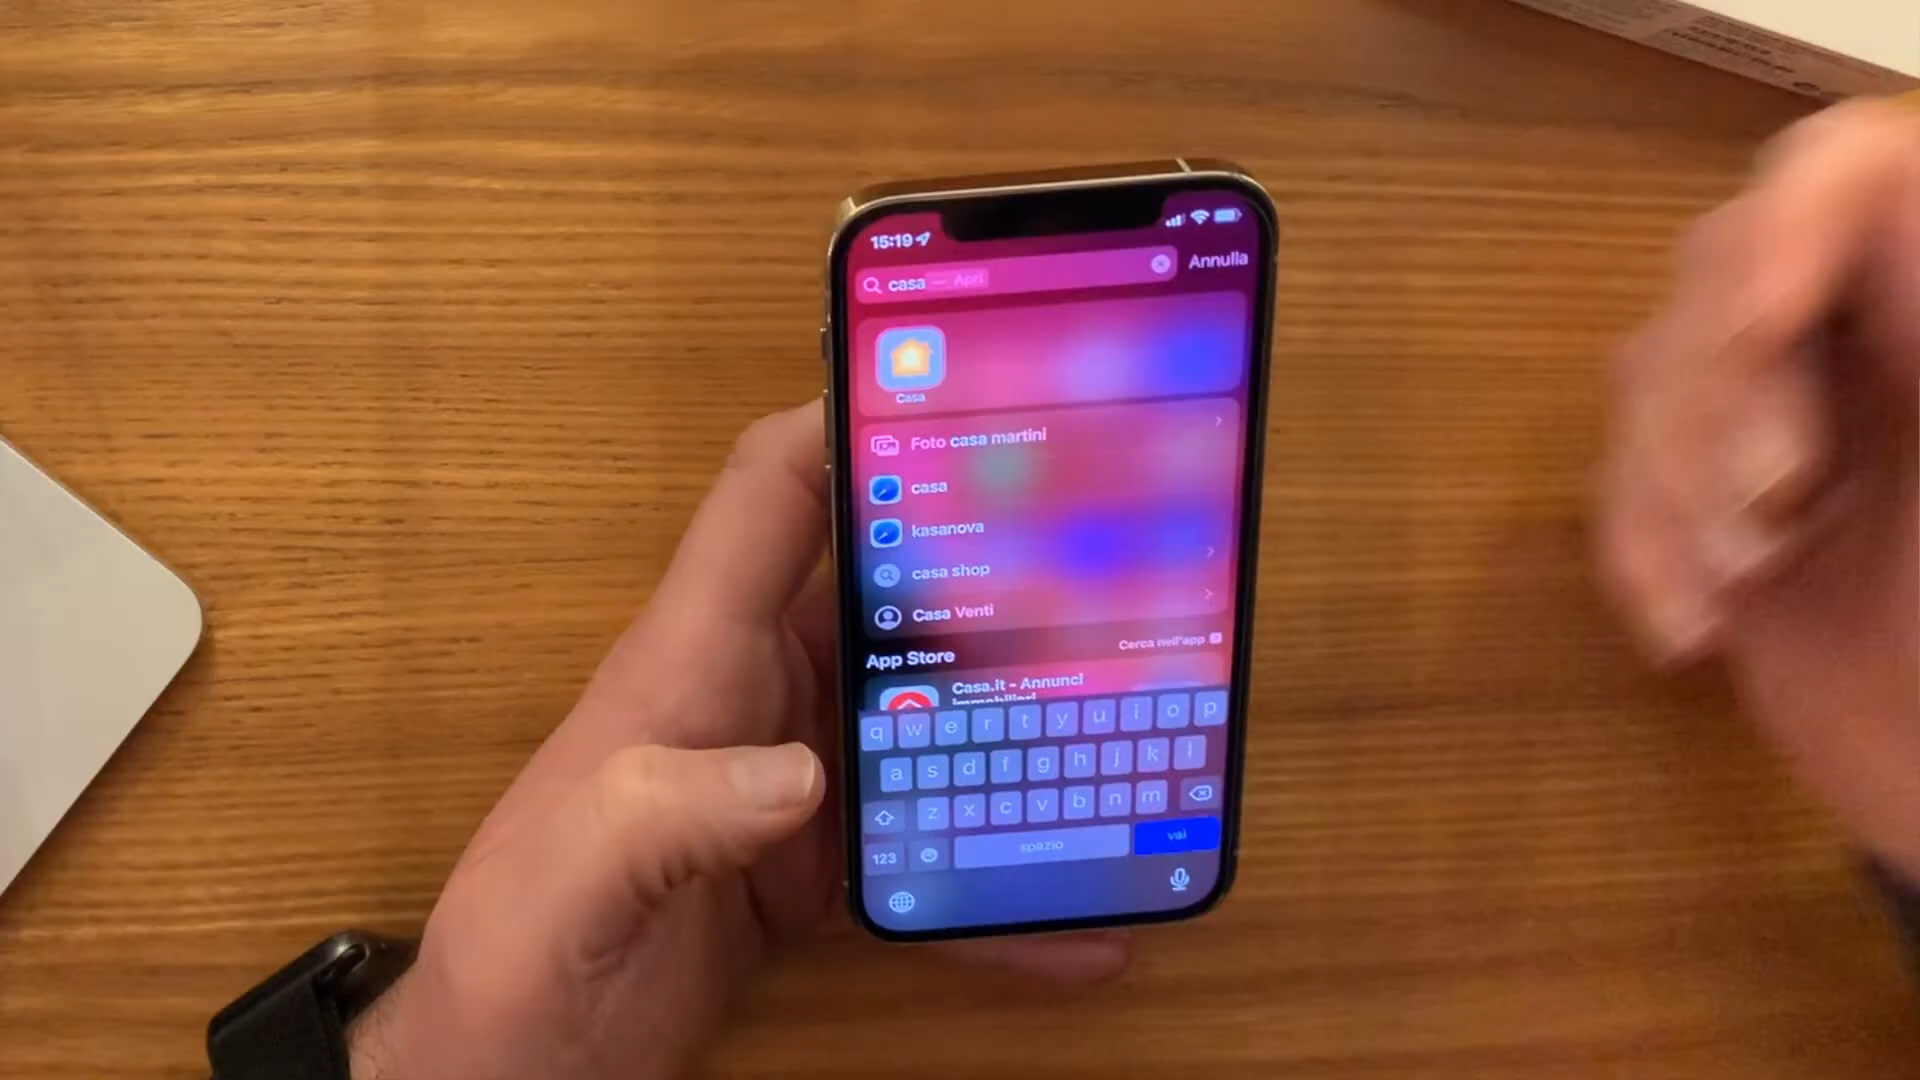 15:19
casa — Apri
Annulla
Casa
Foto casa martini
casa
kasanova
casa shop
Casa Venti
App Store
Cerca nell'app
Casa.it - Annunci
immobiliari
q w e r t y u i o p
a s d f g h j k l
z x c v b n m
123
spazio
vai